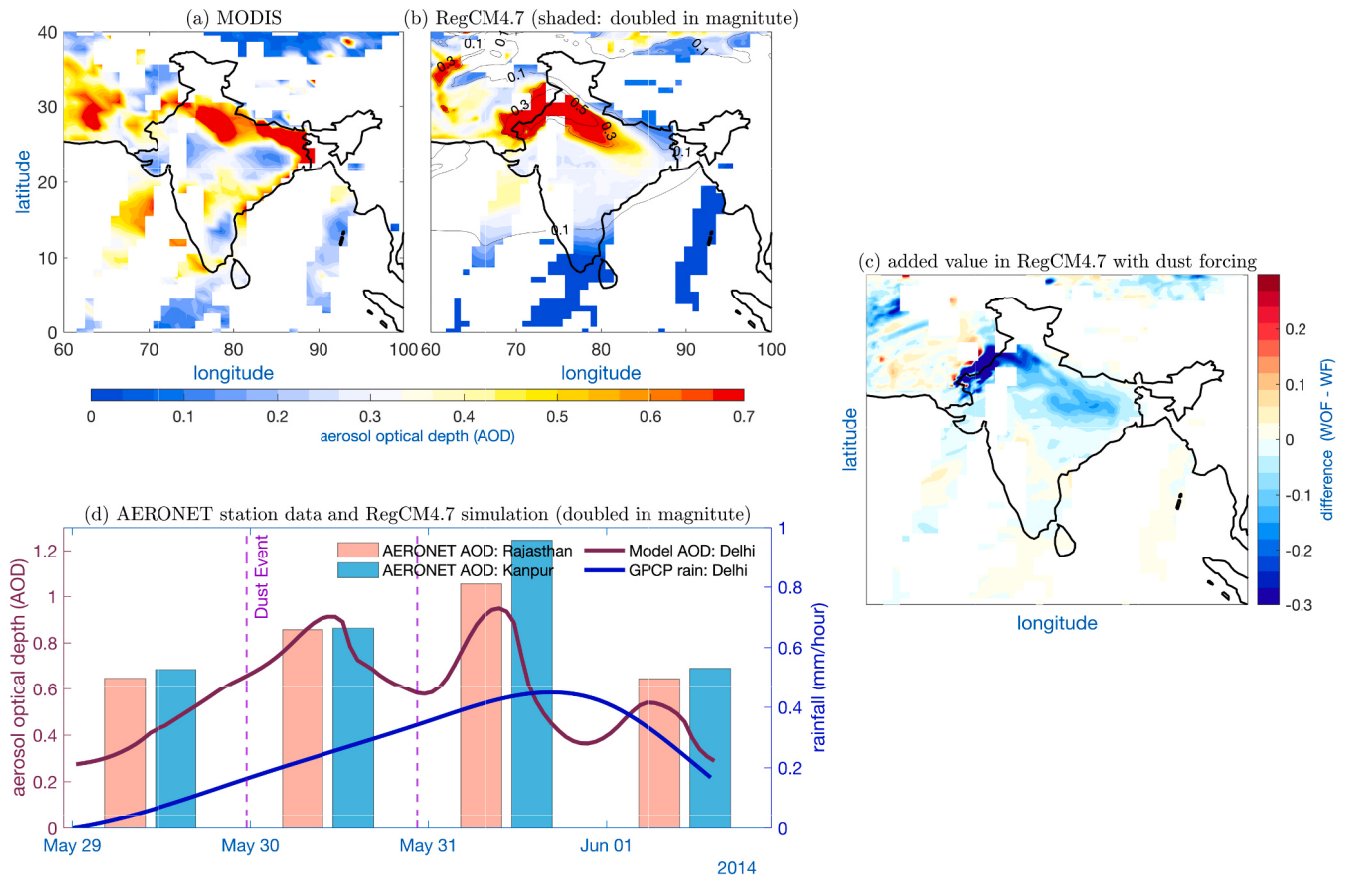 (a) MODIS
(b) RegCM4.7 (shaded: doubled in magnitute)
40
30
20
10
0
latitude
60
70
80
90
100
longitude
0.1
0.1
0.1
0.3
0.1
0.3
0.5
0.3
0.1
0.1
60
70
80
90
100
longitude
0
0.1
0.2
0.3
0.4
0.5
0.6
0.7
aerosol optical depth (AOD)
(c) added value in RegCM4.7 with dust forcing
latitude
longitude
0.2
0.1
0
-0.1
-0.2
-0.3
difference (WOF - WF)
(d) AERONET station data and RegCM4.7 simulation (doubled in magnitute)
1.2
1
0.8
0.6
0.4
0.2
0
aerosol optical depth (AOD)
Dust Event
AERONET AOD: Rajasthan
AERONET AOD: Kanpur
Model AOD: Delhi
GPCP rain: Delhi
1
0.8
0.6
0.4
0.2
0
rainfall (mm/hour)
May 29
May 30
May 31
Jun 01
2014